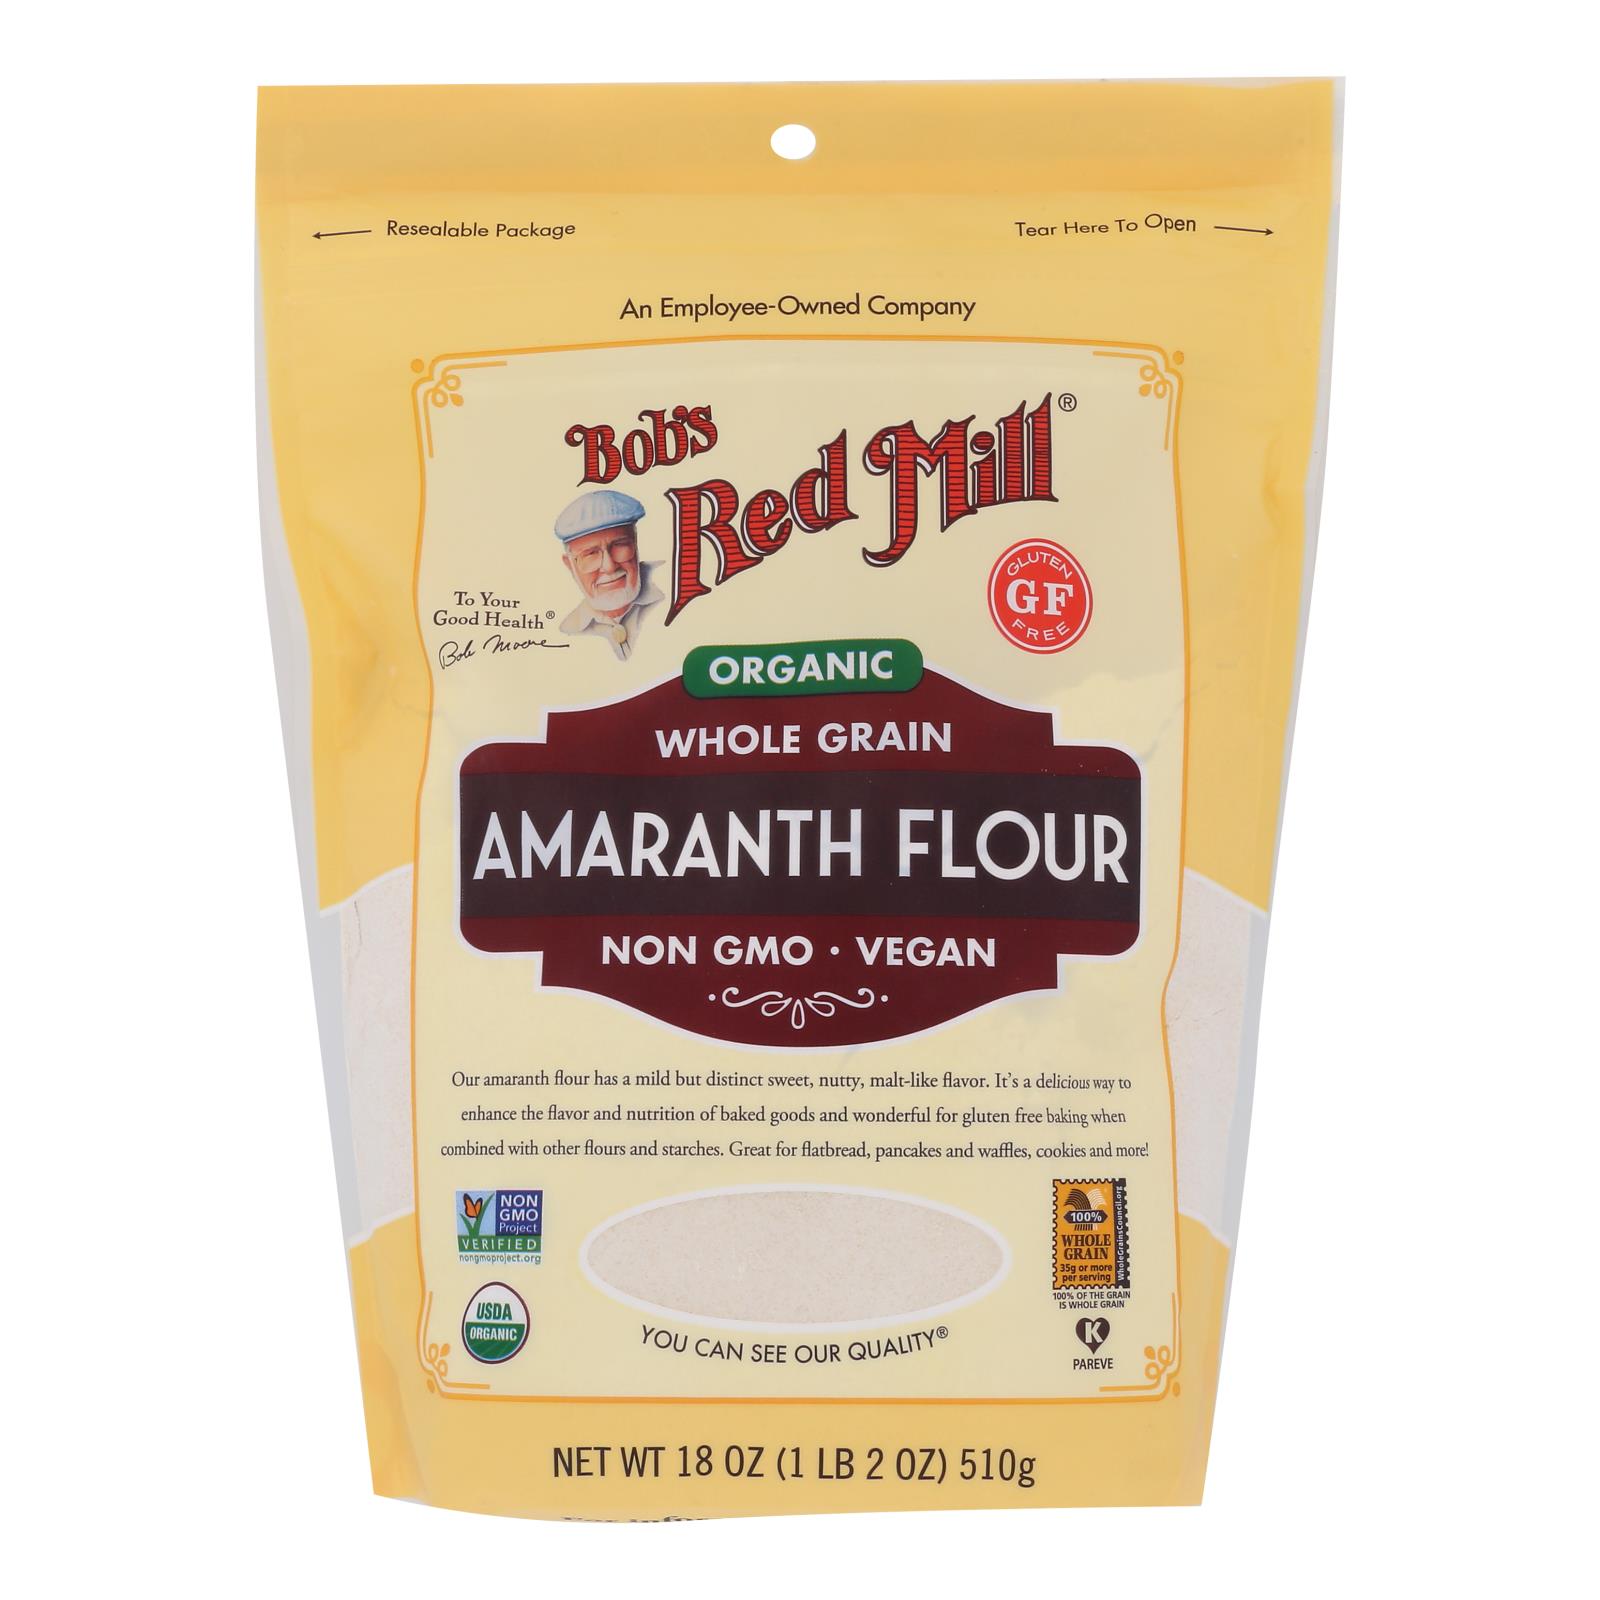 Resealable Package
Tear Here To Open
An Employee-Owned Company
Bob's
Red Mill®
GLUTEN
GF
FREE
To Your
Good Health®
Bob Moore
ORGANIC
WHOLE GRAIN
AMARANTH FLOUR
NON GMO · VEGAN
Our amaranth flour has a mild but distinct sweet, nutty, malt-like flavor. It's a delicious way to
enhance the flavor and nutrition of baked goods and wonderful for gluten free baking when
combined with other flours and starches. Great for flatbread, pancakes and waffles, cookies and more!
NON
GMO
Project
VERIFIED
nongmoproject.org
USDA
ORGANIC
YOU CAN SEE OUR QUALITY®
100%
WHOLE
GRAIN
35g or more
per serving
WholeGrainsCouncil.org
100% OF THE GRAIN
IS WHOLE GRAIN
K
PAREVE
NET WT 18 OZ (1 LB 2 OZ) 510g